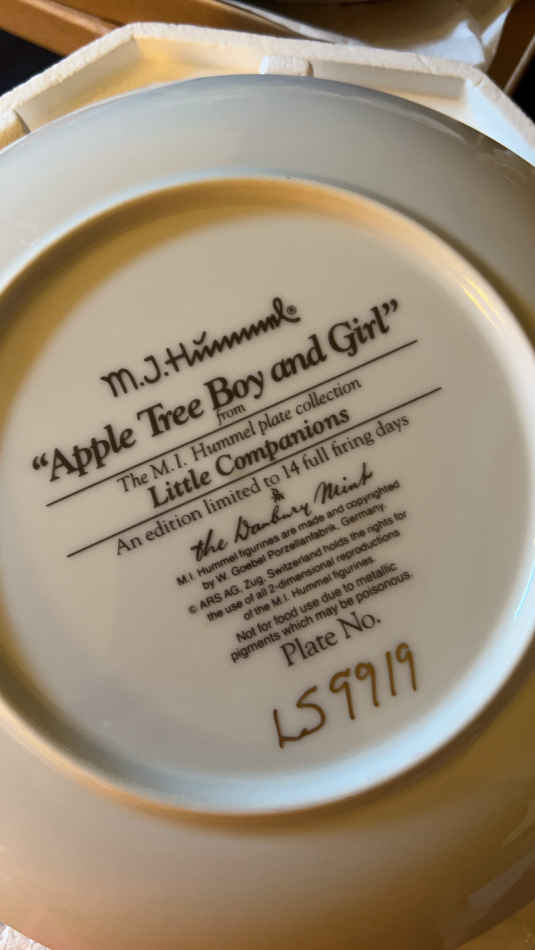 M.J.Hummel®
“Apple Tree Boy and Girl”
from
The M.I. Hummel plate collection
Little Companions
An edition limited to 14 full firing days
the Danbury Mint
M.I. Hummel figurines are made and copyrighted
by W. Goebel Porzellanfabrik. Germany.
© ARS AG, Zug, Switzerland holds the rights for
the use of all 2-dimensional reproductions
of the M.I. Hummel figurines.
Not for food use due to metallic
pigments which may be poisonous.
Plate No.
LS9919